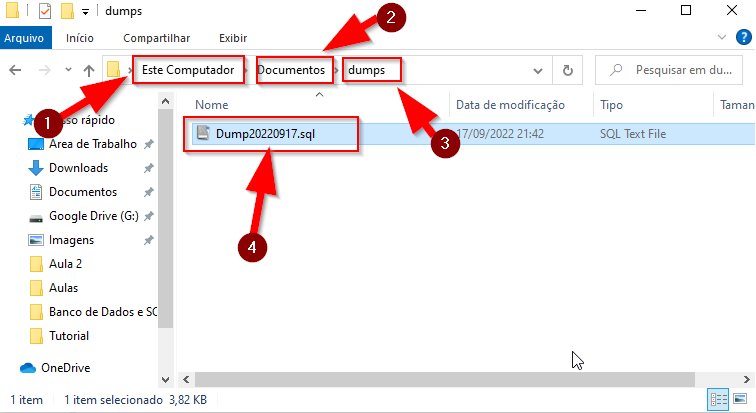 dumps
2
Arquivo
Início
Compartilhar
Exibir
Este Computador
Documentos
dumps
Pesquisar em du...
1
Nome
Data de modificação
Tipo
Taman
Dump20220917.sql
17/09/2022 21:42
SQL Text File
3
4
sso rápido
Área de Trabalho
Downloads
Documentos
Google Drive (G:)
Imagens
Aula 2
Aulas
Banco de Dados e SC
Tutorial
OneDrive
1 item
1 item selecionado 3,82 KB